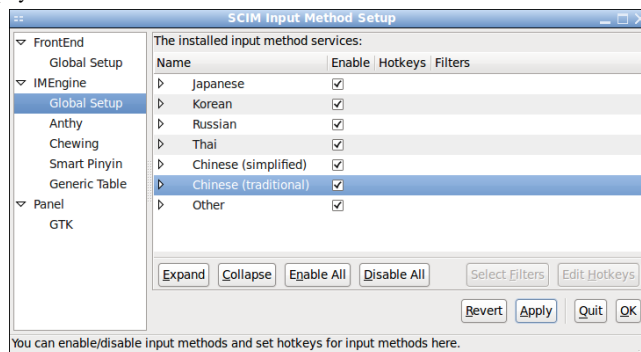 SCIM Input Method Setup
FrontEnd
Global Setup
IMEngine
Global Setup
Anthy
Chewing
Smart Pinyin
Generic Table
Panel
GTK
The installed input method services:
Name Enable Hotkeys Filters
Japanese
Korean
Russian
Thai
Chinese (simplified)
Chinese (traditional)
Other
Expand Collapse Enable All Disable All Select Filters Edit Hotkeys
Revert Apply Quit OK
You can enable/disable input methods and set hotkeys for input methods here.